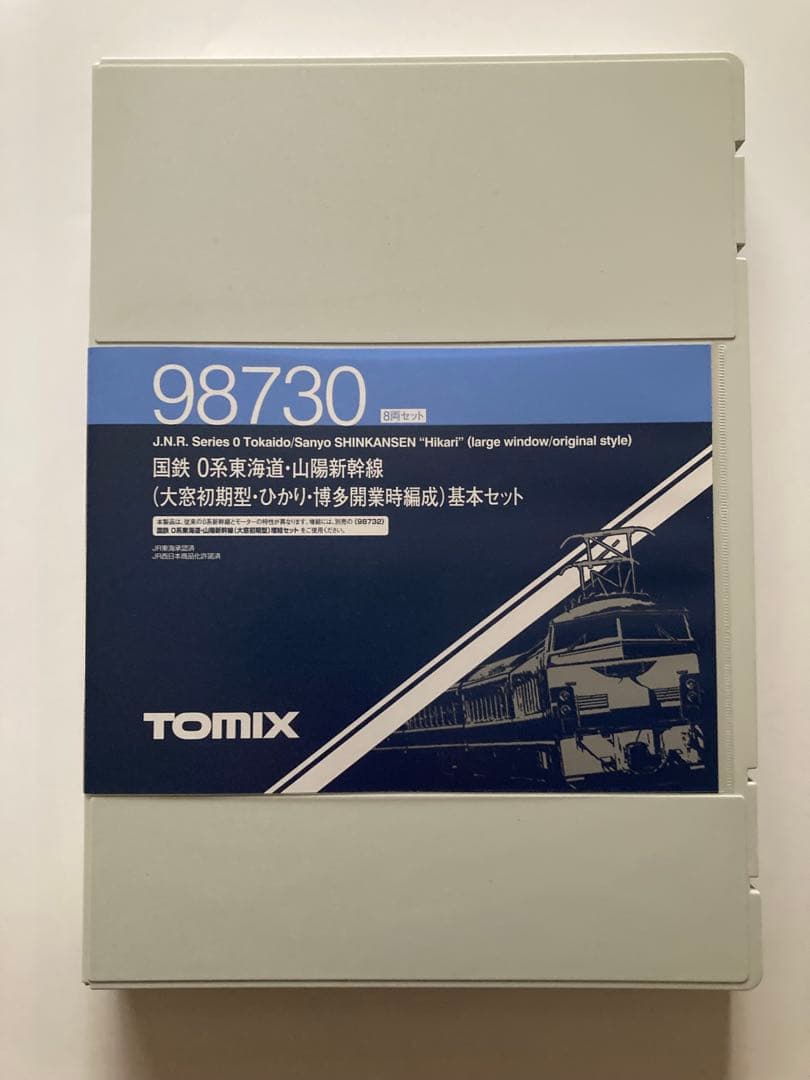 98730 8両セット
J.N.R. Series 0 Tokaido/Sanyo SHINKANSEN “Hikari” (large window/original style)
国鉄 0系東海道・山陽新幹線
(大窓初期型・ひかり・博多開業時編成)基本セット
本製品は、従来の0系新幹線とモーターの特性が異なります。増結には、別売の〈98732〉
国鉄 0系東海道・山陽新幹線(大窓初期型)増結セット をご使用ください。
JR東海承認済
JR西日本商品化許諾済
TOMIX